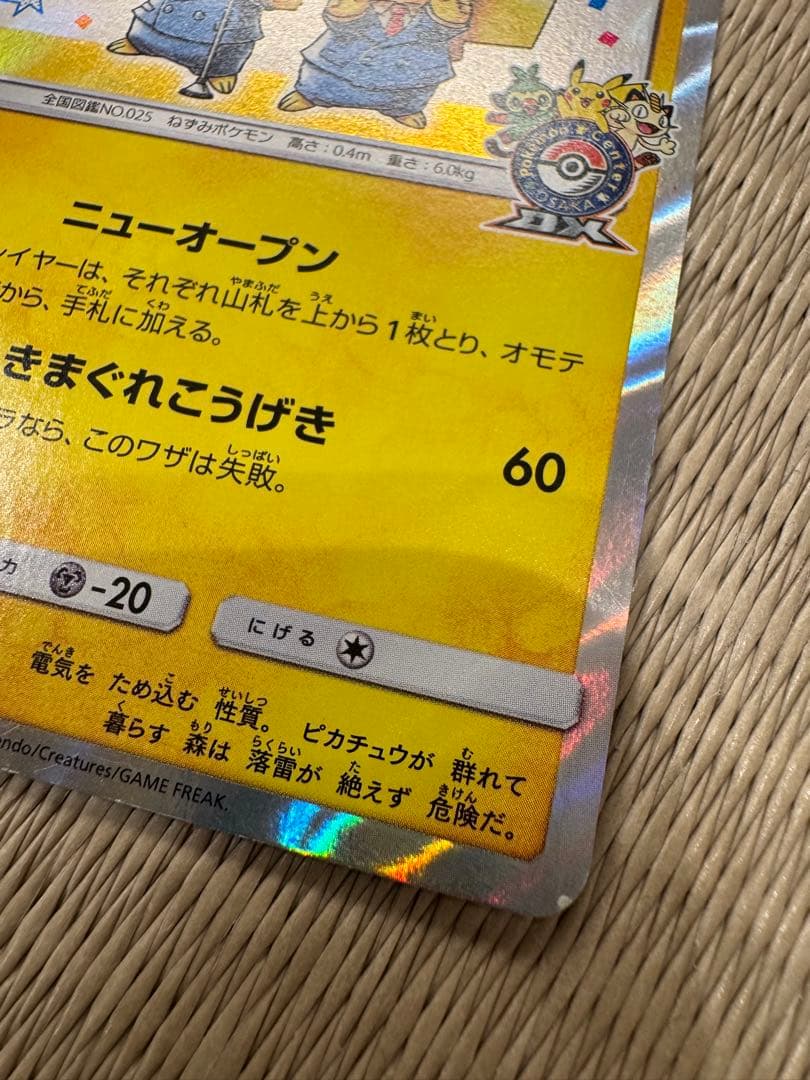 全国図鑑NO.025 ねずみポケモン 高さ:0.4m 重さ:6.0kg
Pokémon Center
OSAKA
DX
ニューオープン
イヤーは、それぞれ山札を上から1枚とり、オモテ
から、手札に加える。
きまぐれこうげき
60
ラなら、このワザは失敗。
力 -20
にげる
電気を ため込む 性質。 ピカチュウが 群れて
暮らす 森は 落雷が 絶えず 危険だ。
endo/Creatures/GAME FREAK.